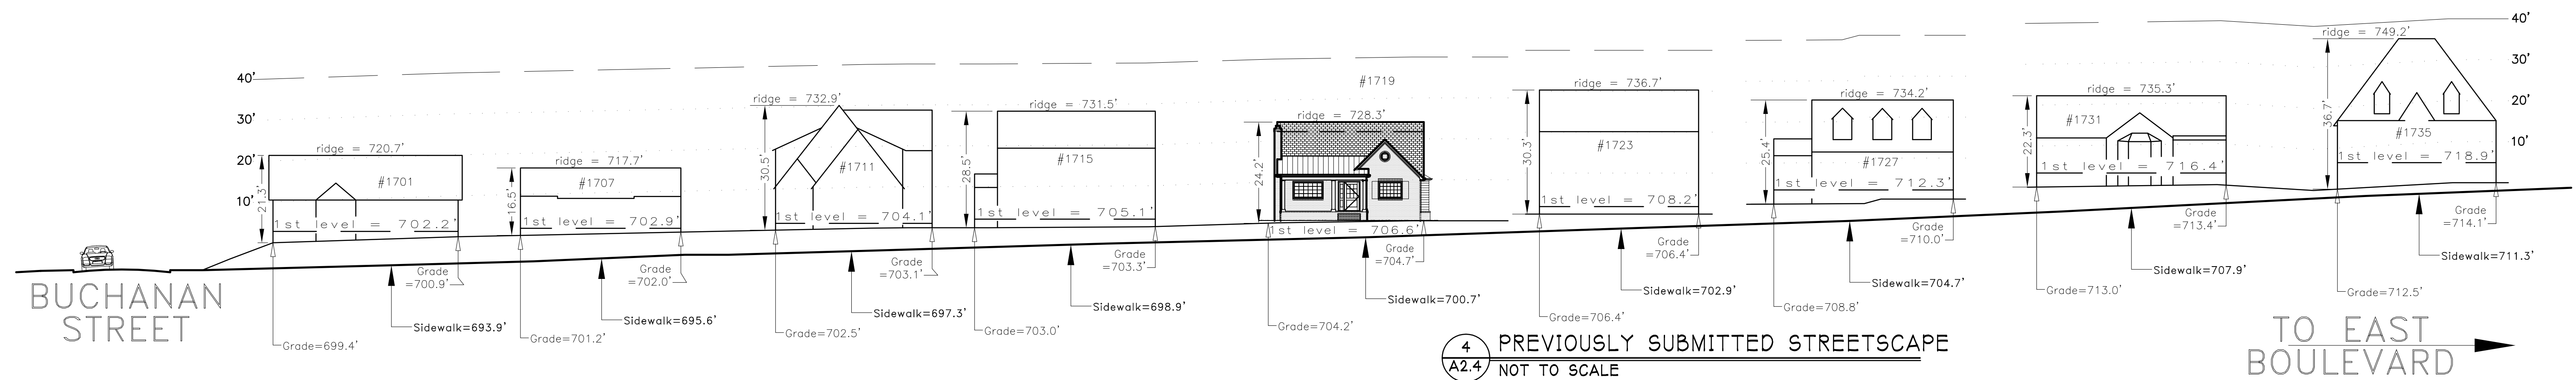 40'
30'
20'
10'
ridge = 720.7'
#1701
21.3'
1st level = 702.2'
Grade=699.4'
Grade
=700.9'
Sidewalk=693.9'
ridge = 717.7'
#1707
16.5'
1st level = 702.9'
Grade=701.2'
Grade
=702.0'
Sidewalk=695.6'
ridge = 732.9'
#1711
30.5'
1st level = 704.1'
Grade=702.5'
Grade
=703.1'
Sidewalk=697.3'
ridge = 731.5'
#1715
28.5'
1st level = 705.1'
Grade=703.0'
Grade
=703.3'
Sidewalk=698.9'
#1719
ridge = 728.3'
24.2'
1st level = 706.6'
Grade=704.2'
Grade
=704.7'
Sidewalk=700.7'
ridge = 736.7'
#1723
30.3'
1st level = 708.2'
Grade=706.4'
Grade
=706.4'
Sidewalk=702.9'
ridge = 734.2'
#1727
25.4'
1st level = 712.3'
Grade=708.8'
Grade
=710.0'
Sidewalk=704.7'
ridge = 735.3'
#1731
22.3'
1st level = 716.4'
Grade=713.0'
Grade
=713.4'
Sidewalk=707.9'
ridge = 749.2'
#1735
36.7'
1st level = 718.9'
Grade=712.5'
Grade
=714.1'
Sidewalk=711.3'
40'
30'
20'
10'
BUCHANAN
STREET
4
A2.4
PREVIOUSLY SUBMITTED STREETSCAPE
NOT TO SCALE
TO EAST
BOULEVARD